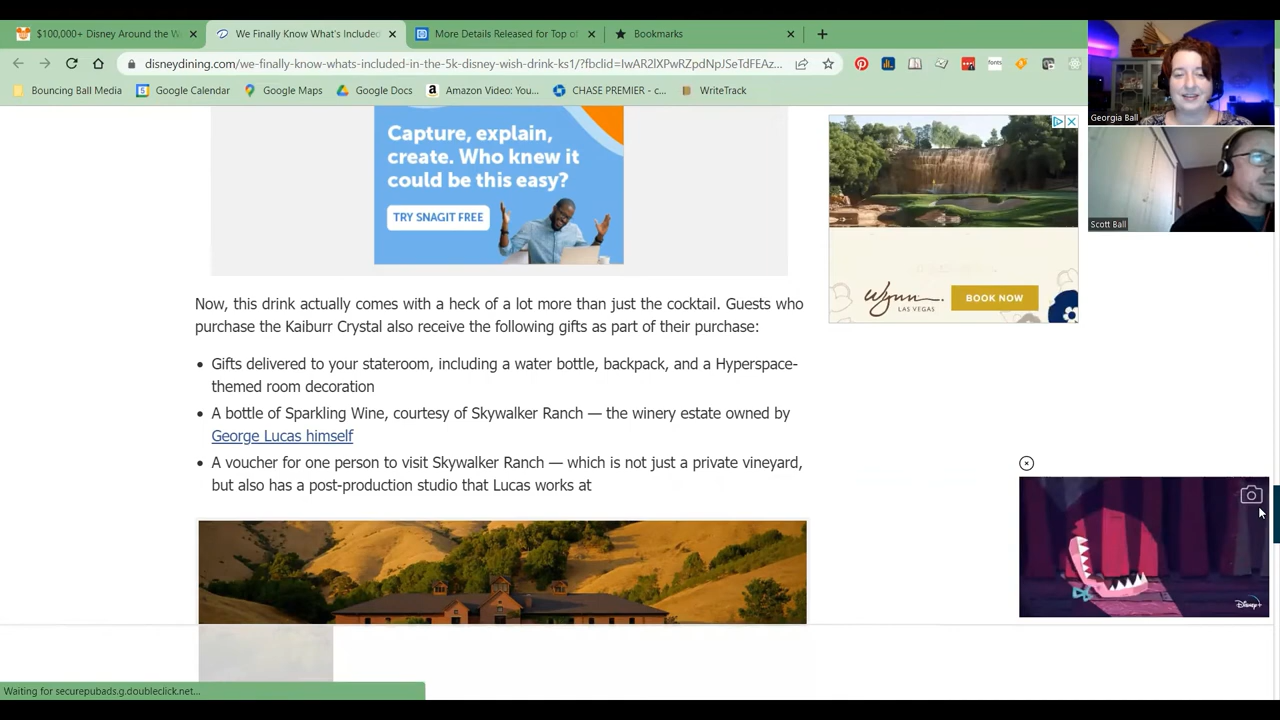 $100,000+ Disney Around the W
We Finally Know What's Included
More Details Released for Top of
Bookmarks
disneydining.com/we-finally-know-whats-included-in-the-5k-disney-wish-drink-ks1/?fbclid=IwAR2lXPwRZpdNpJSeTdFEAz...
Bouncing Ball Media
Google Calendar
Google Maps
Google Docs
Amazon Video: You...
CHASE PREMIER - c...
WriteTrack
Georgia Ball
Scott Ball
Capture, explain,
create. Who knew it
could be this easy?
TRY SNAGIT FREE
Wynn
LAS VEGAS
BOOK NOW
Now, this drink actually comes with a heck of a lot more than just the cocktail. Guests who
purchase the Kaiburr Crystal also receive the following gifts as part of their purchase:
• Gifts delivered to your stateroom, including a water bottle, backpack, and a Hyperspace-
themed room decoration
• A bottle of Sparkling Wine, courtesy of Skywalker Ranch — the winery estate owned by
George Lucas himself
• A voucher for one person to visit Skywalker Ranch — which is not just a private vineyard,
but also has a post-production studio that Lucas works at
Disney+
Waiting for securepubads.g.doubleclick.net...